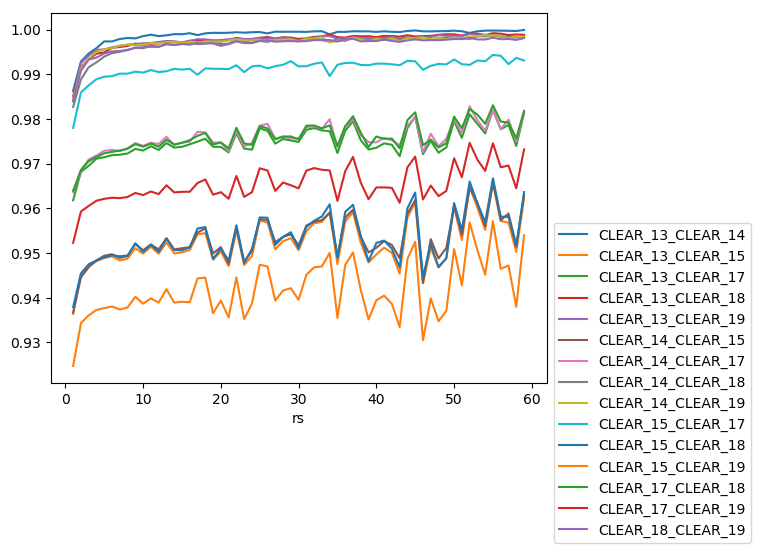 1.00
0.99
0.98
0.97
0.96
0.95
0.94
0.93
0 10 20 30 40 50 60
rs
CLEAR_13_CLEAR_14
CLEAR_13_CLEAR_15
CLEAR_13_CLEAR_17
CLEAR_13_CLEAR_18
CLEAR_13_CLEAR_19
CLEAR_14_CLEAR_15
CLEAR_14_CLEAR_17
CLEAR_14_CLEAR_18
CLEAR_14_CLEAR_19
CLEAR_15_CLEAR_17
CLEAR_15_CLEAR_18
CLEAR_15_CLEAR_19
CLEAR_17_CLEAR_18
CLEAR_17_CLEAR_19
CLEAR_18_CLEAR_19